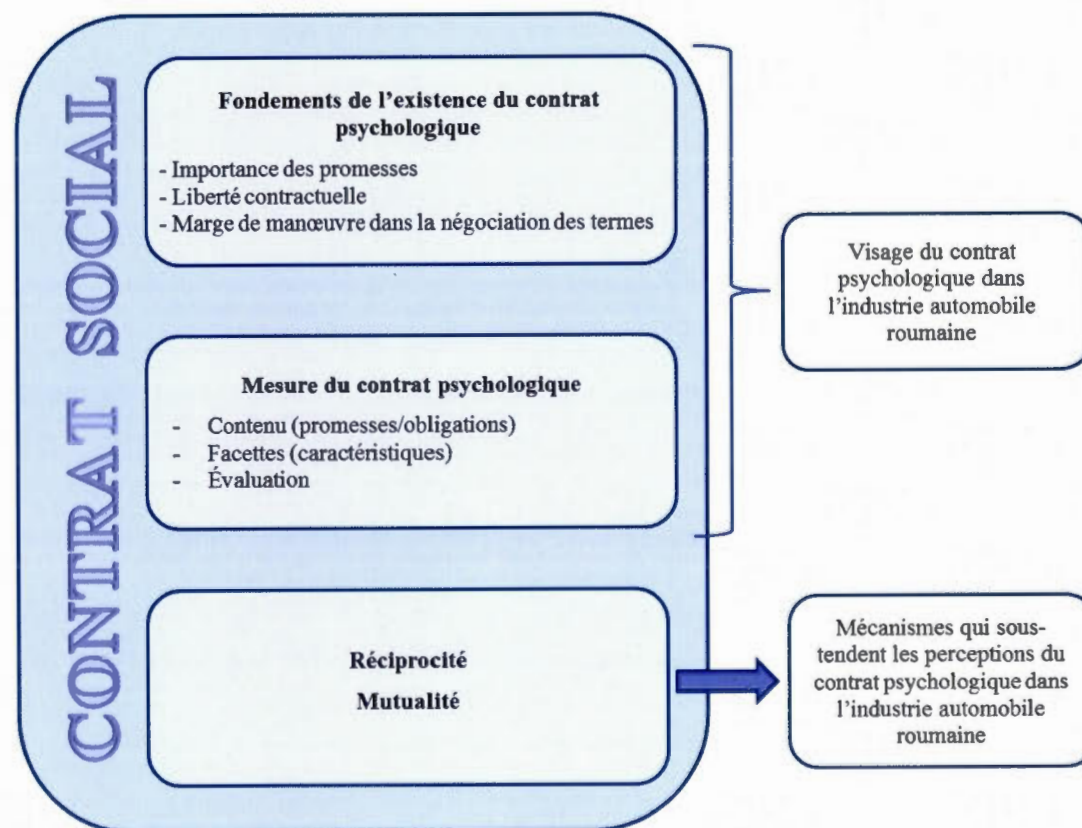 CONTRAT SOCIAL
Fondements de l'existence du contrat
psychologique
- Importance des promesses
- Liberté contractuelle
- Marge de manœuvre dans la négociation des termes
Mesure du contrat psychologique
- Contenu (promesses/obligations)
- Facettes (caractéristiques)
- Évaluation
Réciprocité
Mutualité
Visage du contrat
psychologique dans
l'industrie automobile
roumaine
Mécanismes qui sous-
tendent les perceptions du
contrat psychologique dans
l'industrie automobile
roumaine